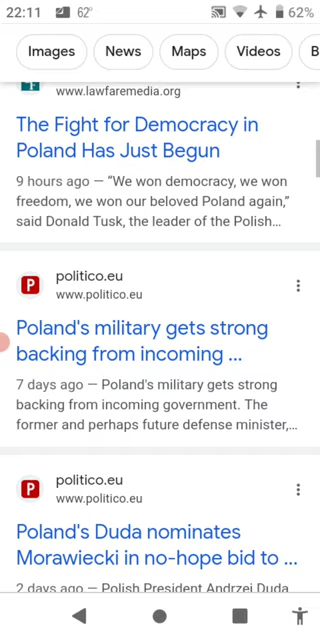 22:11 62° 62%
Images News Maps Videos B
www.lawfaremedia.org
The Fight for Democracy in
Poland Has Just Begun
9 hours ago — “We won democracy, we won
freedom, we won our beloved Poland again,”
said Donald Tusk, the leader of the Polish...
P politico.eu
www.politico.eu
Poland's military gets strong
backing from incoming ...
7 days ago — Poland's military gets strong
backing from incoming government. The
former and perhaps future defense minister,...
P politico.eu
www.politico.eu
Poland's Duda nominates
Morawiecki in no-hope bid to ...
2 days ago — Polish President Andrzej Duda